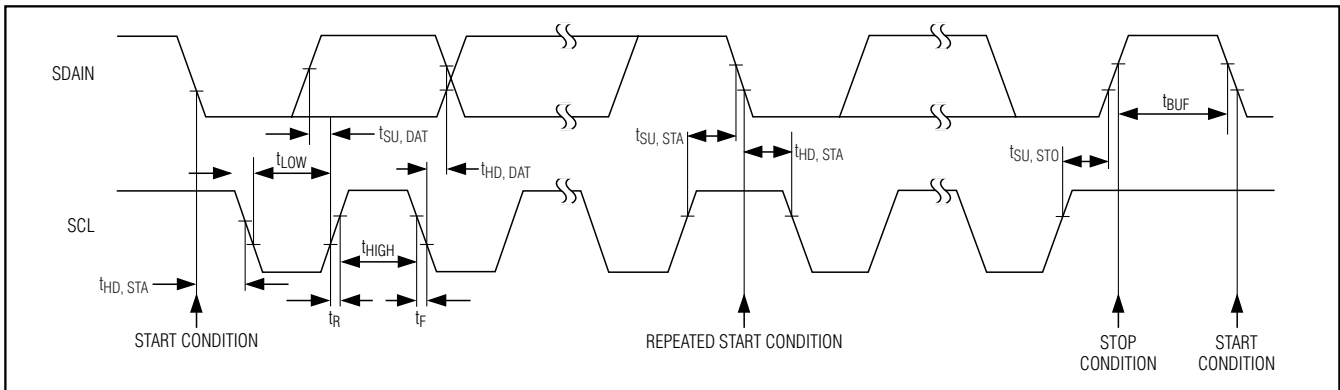 SDAIN
tBUF
tSU, DAT
tSU, STA
tLOW
tHD, STA
tSU, STO
tHD, DAT
SCL
tHIGH
tHD, STA
tR
tF
START CONDITION
REPEATED START CONDITION
STOP
CONDITION
START
CONDITION